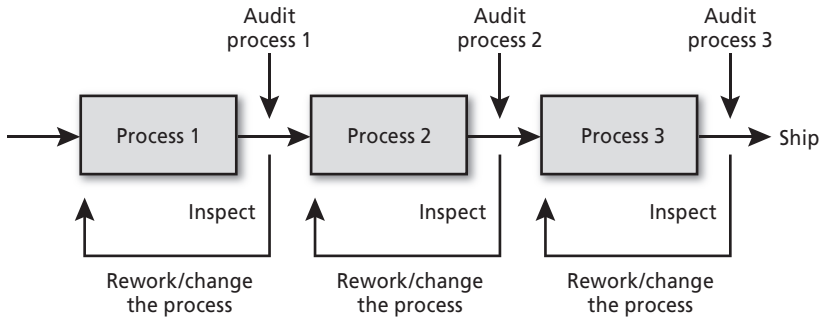 Audit
process 1
Audit
process 2
Audit
process 3
Process 1
Process 2
Process 3
Ship
Inspect
Inspect
Inspect
Rework/change
the process
Rework/change
the process
Rework/change
the process